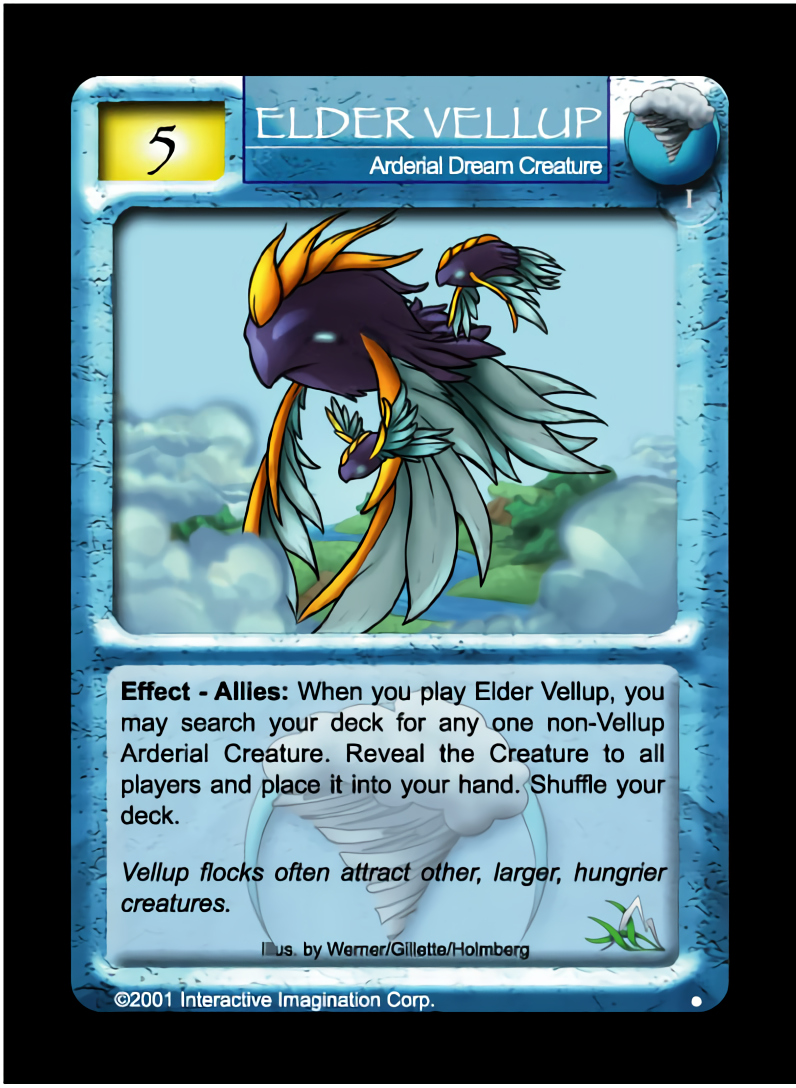 5
ELDER VELLUP
Arderial Dream Creature
I
Effect - Allies: When you play Elder Vellup, you
may search your deck for any one non-Vellup
Arderial Creature. Reveal the Creature to all
players and place it into your hand. Shuffle your
deck.
Vellup flocks often attract other, larger, hungrier
creatures.
Illus. by Werner/Gillette/Holmberg
©2001 Interactive Imagination Corp.